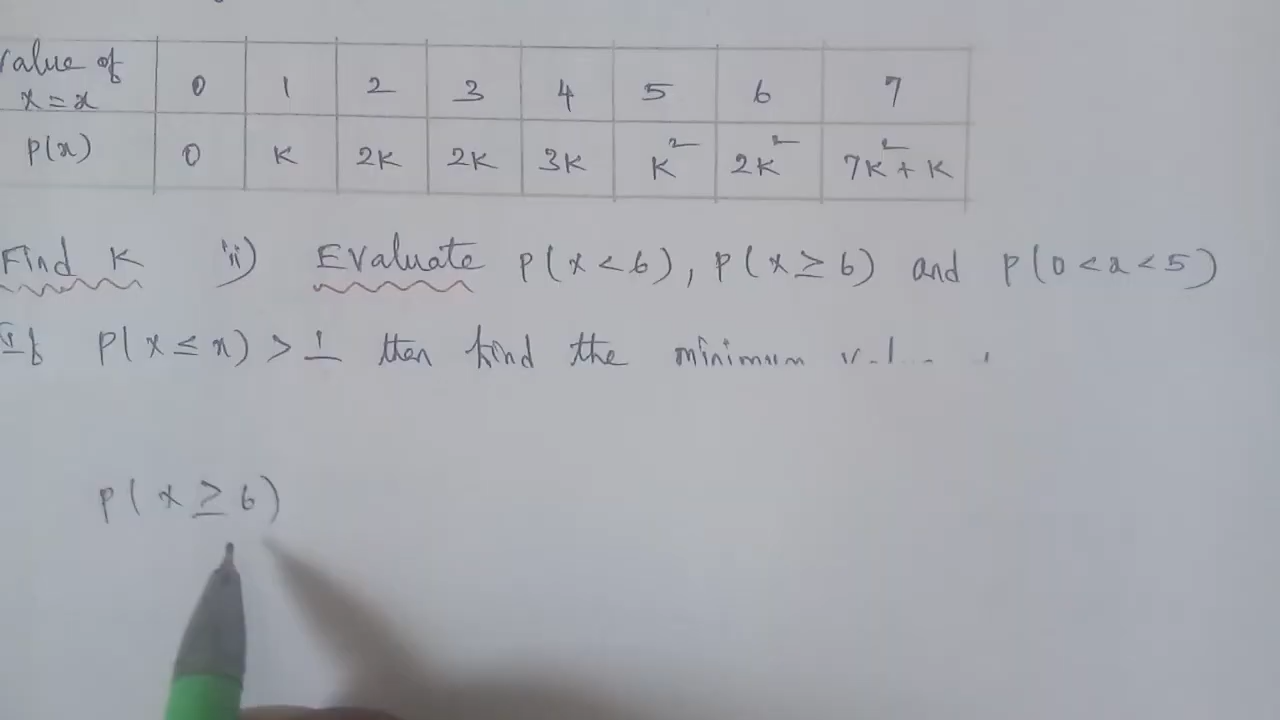 value of 0 1 2 3 4 5 6 7
x = x
p(x) 0 K 2K 2K 3K K² 2K² 7K²+K
Find K ii) Evaluate p(x<6), p(x≥6) and p(0<x<5)
If p(x≤x) > 1 then find the minimum
p(x≥6)